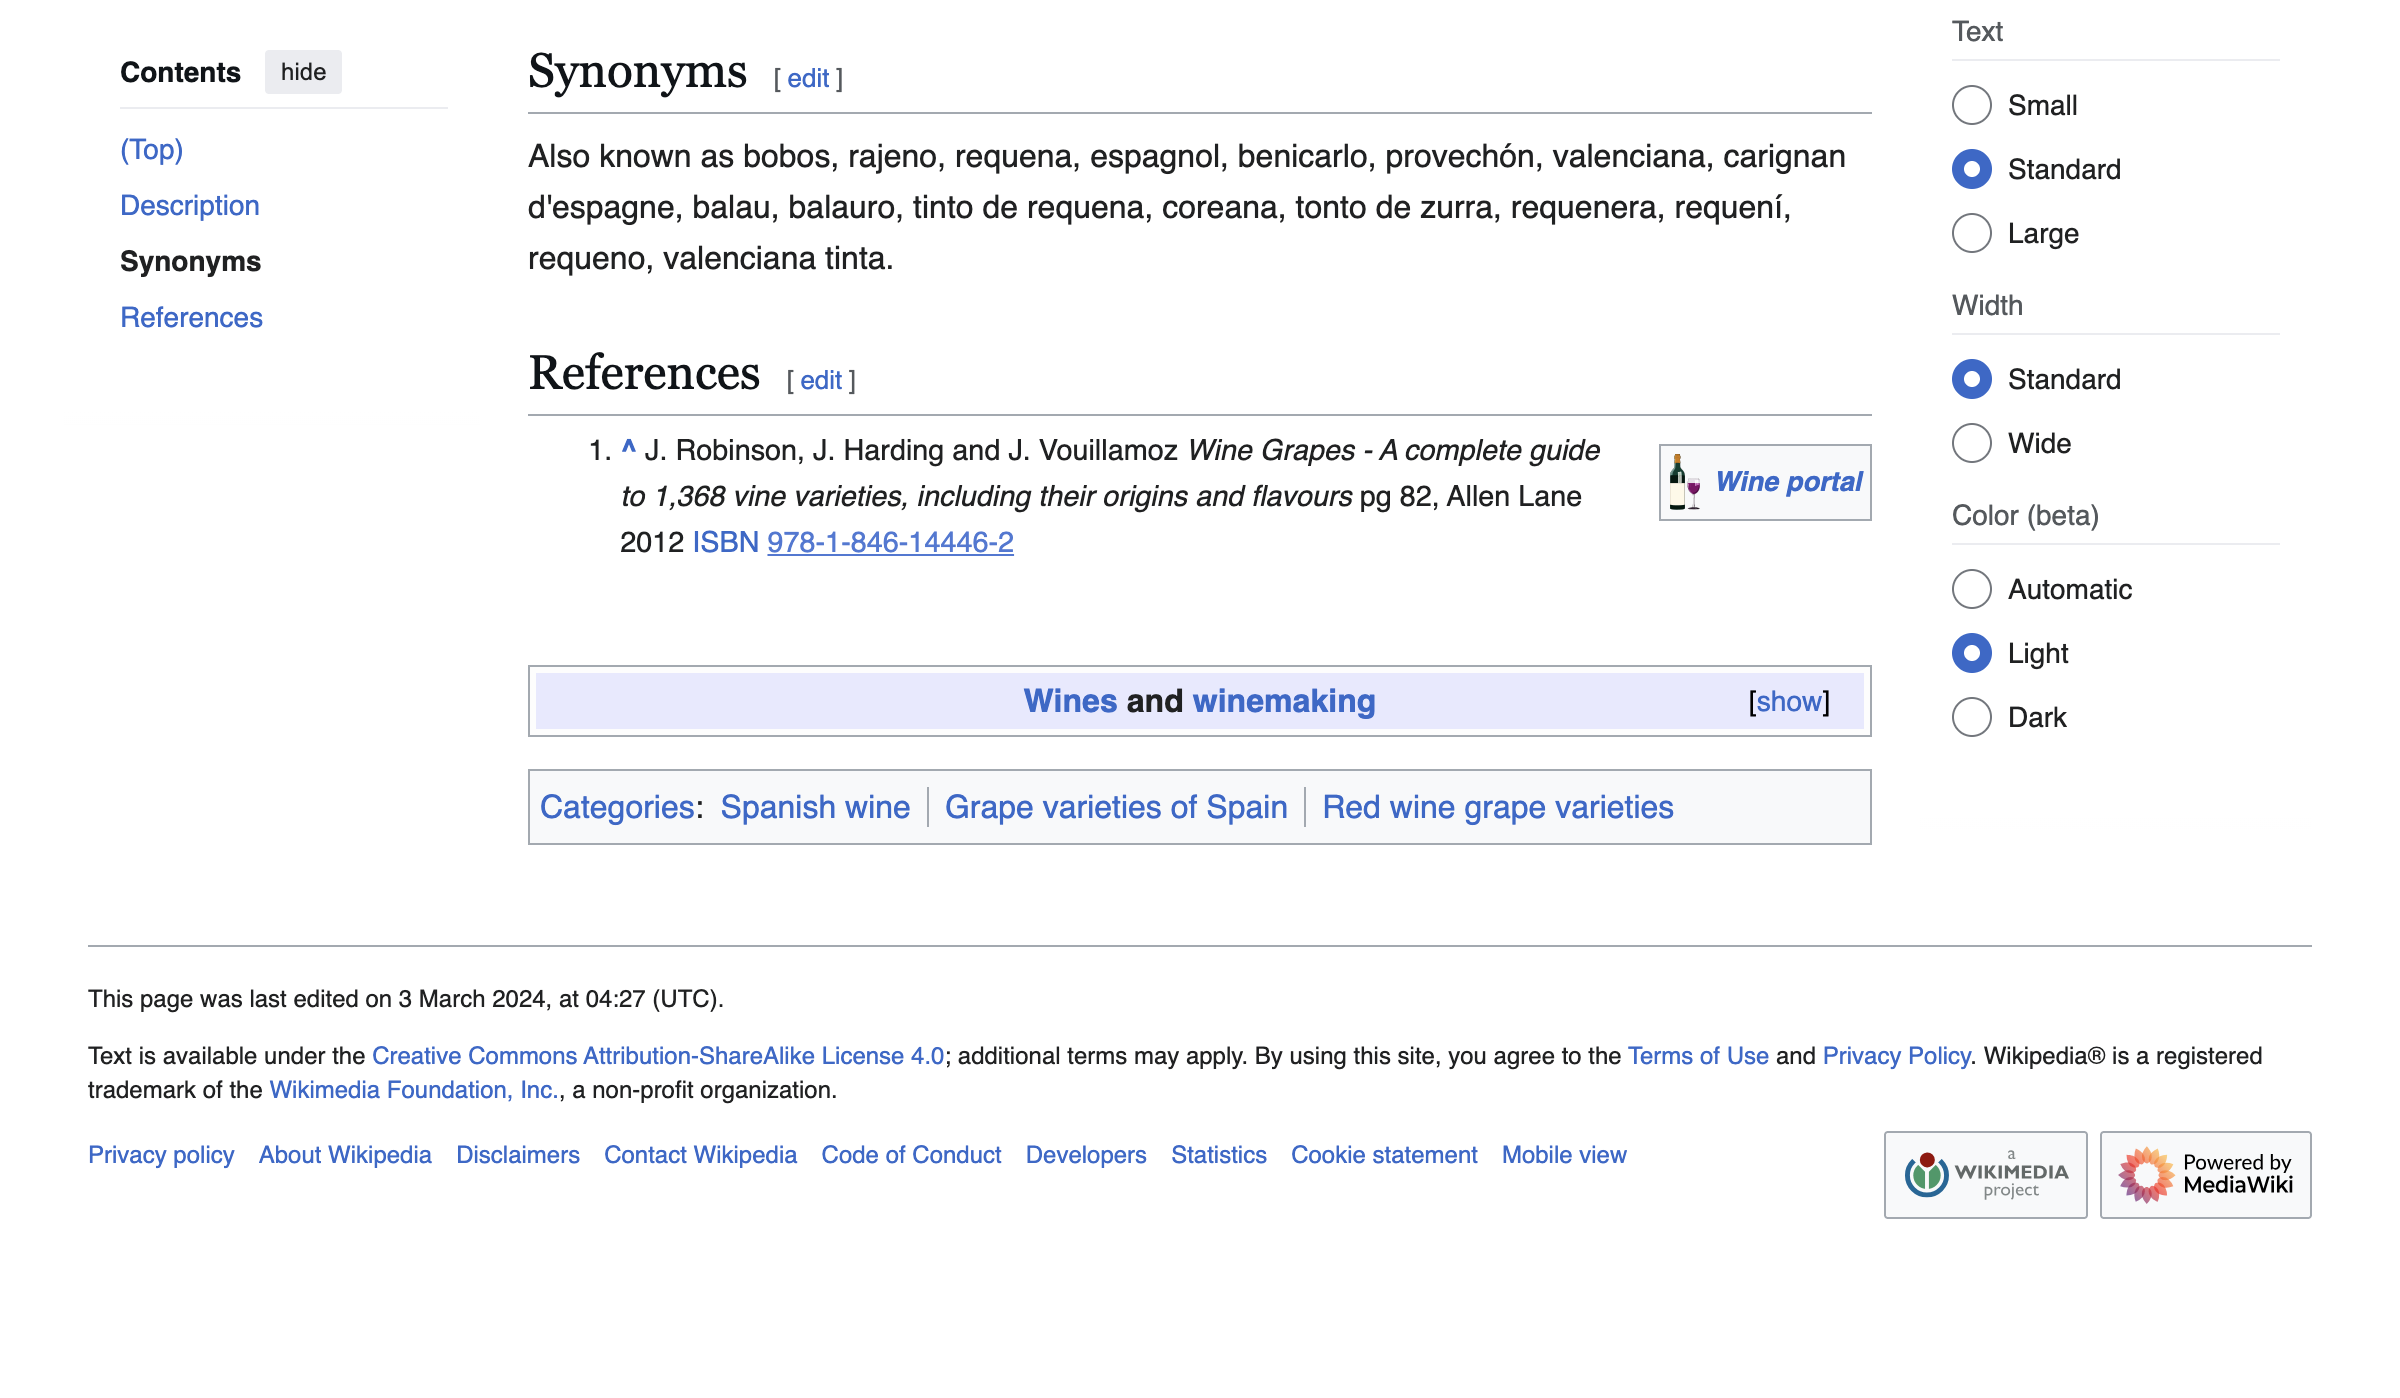 Contents hide
(Top)
Description
Synonyms
References
Synonyms [ edit ]
Also known as bobos, rajeno, requena, espagnol, benicarlo, provechón, valenciana, carignan
d'espagne, balau, balauro, tinto de requena, coreana, tonto de zurra, requenera, requení,
requeno, valenciana tinta.
References [ edit ]
1. ^ J. Robinson, J. Harding and J. Vouillamoz Wine Grapes - A complete guide
to 1,368 vine varieties, including their origins and flavours pg 82, Allen Lane
2012 ISBN 978-1-846-14446-2
Wine portal
Wines and winemaking [show]
Categories: Spanish wine | Grape varieties of Spain | Red wine grape varieties
Text
Small
Standard
Large
Width
Standard
Wide
Color (beta)
Automatic
Light
Dark
This page was last edited on 3 March 2024, at 04:27 (UTC).
Text is available under the Creative Commons Attribution-ShareAlike License 4.0; additional terms may apply. By using this site, you agree to the Terms of Use and Privacy Policy. Wikipedia® is a registered
trademark of the Wikimedia Foundation, Inc., a non-profit organization.
Privacy policy About Wikipedia Disclaimers Contact Wikipedia Code of Conduct Developers Statistics Cookie statement Mobile view
a
WIKIMEDIA
project
Powered by
MediaWiki